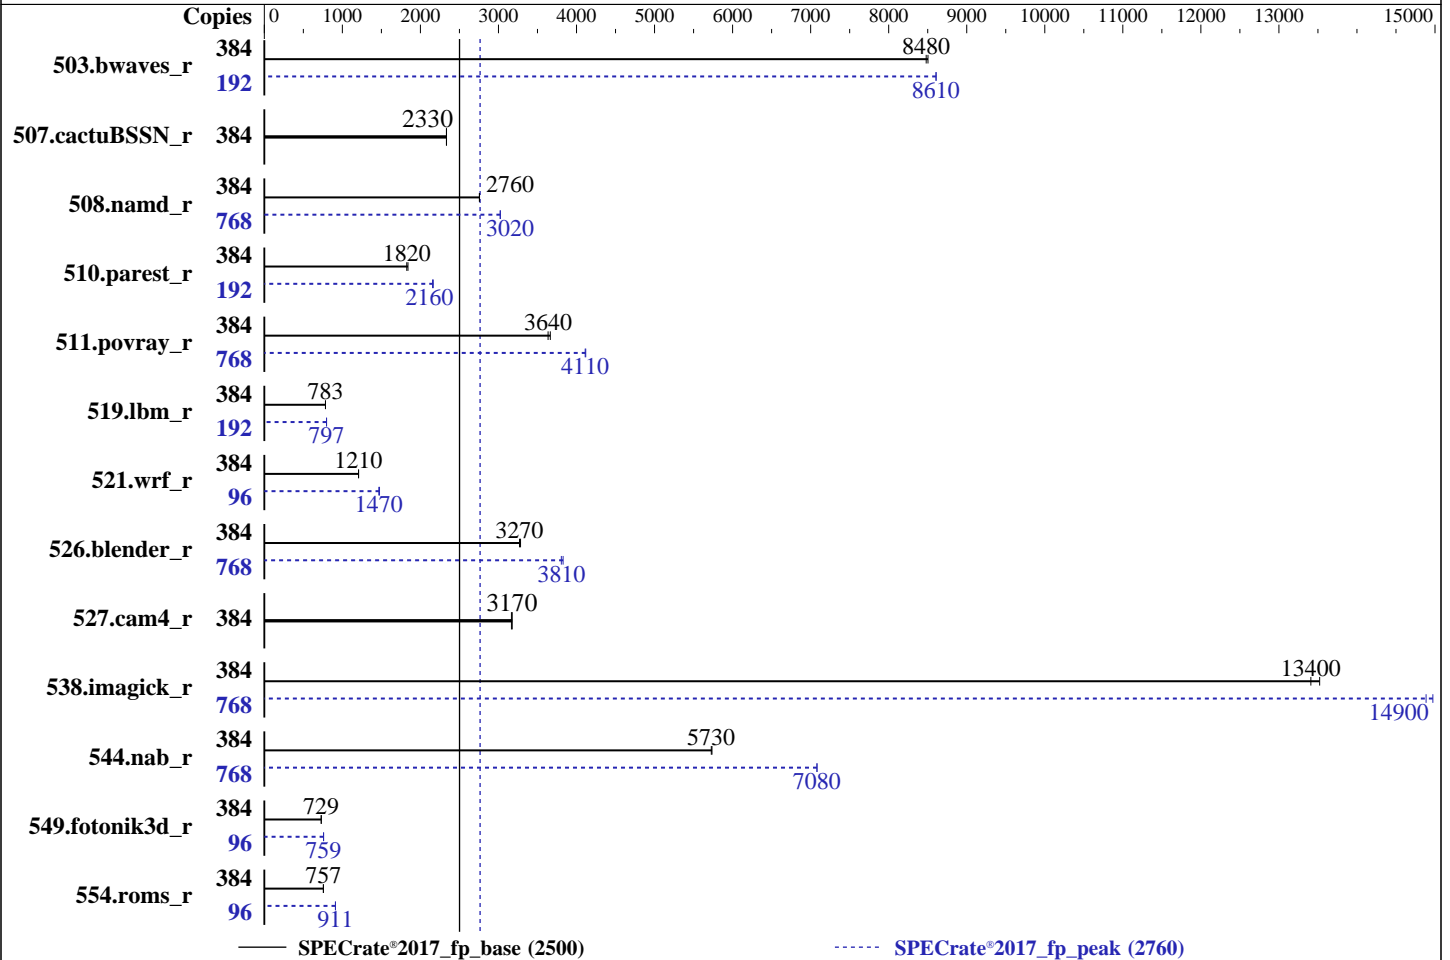 Copies 0 1000 2000 3000 4000 5000 6000 7000 8000 9000 10000 11000 12000 13000 15000
503.bwaves_r 384 8480
192 8610
507.cactuBSSN_r 384 2330
508.namd_r 384 2760
768 3020
510.parest_r 384 1820
192 2160
511.povray_r 384 3640
768 4110
519.lbm_r 384 783
192 797
521.wrf_r 384 1210
96 1470
526.blender_r 384 3270
768 3810
527.cam4_r 384 3170
538.imagick_r 384 13400
768 14900
544.nab_r 384 5730
768 7080
549.fotonik3d_r 384 729
96 759
554.roms_r 384 757
96 911
SPECrate®2017_fp_base (2500) SPECrate®2017_fp_peak (2760)